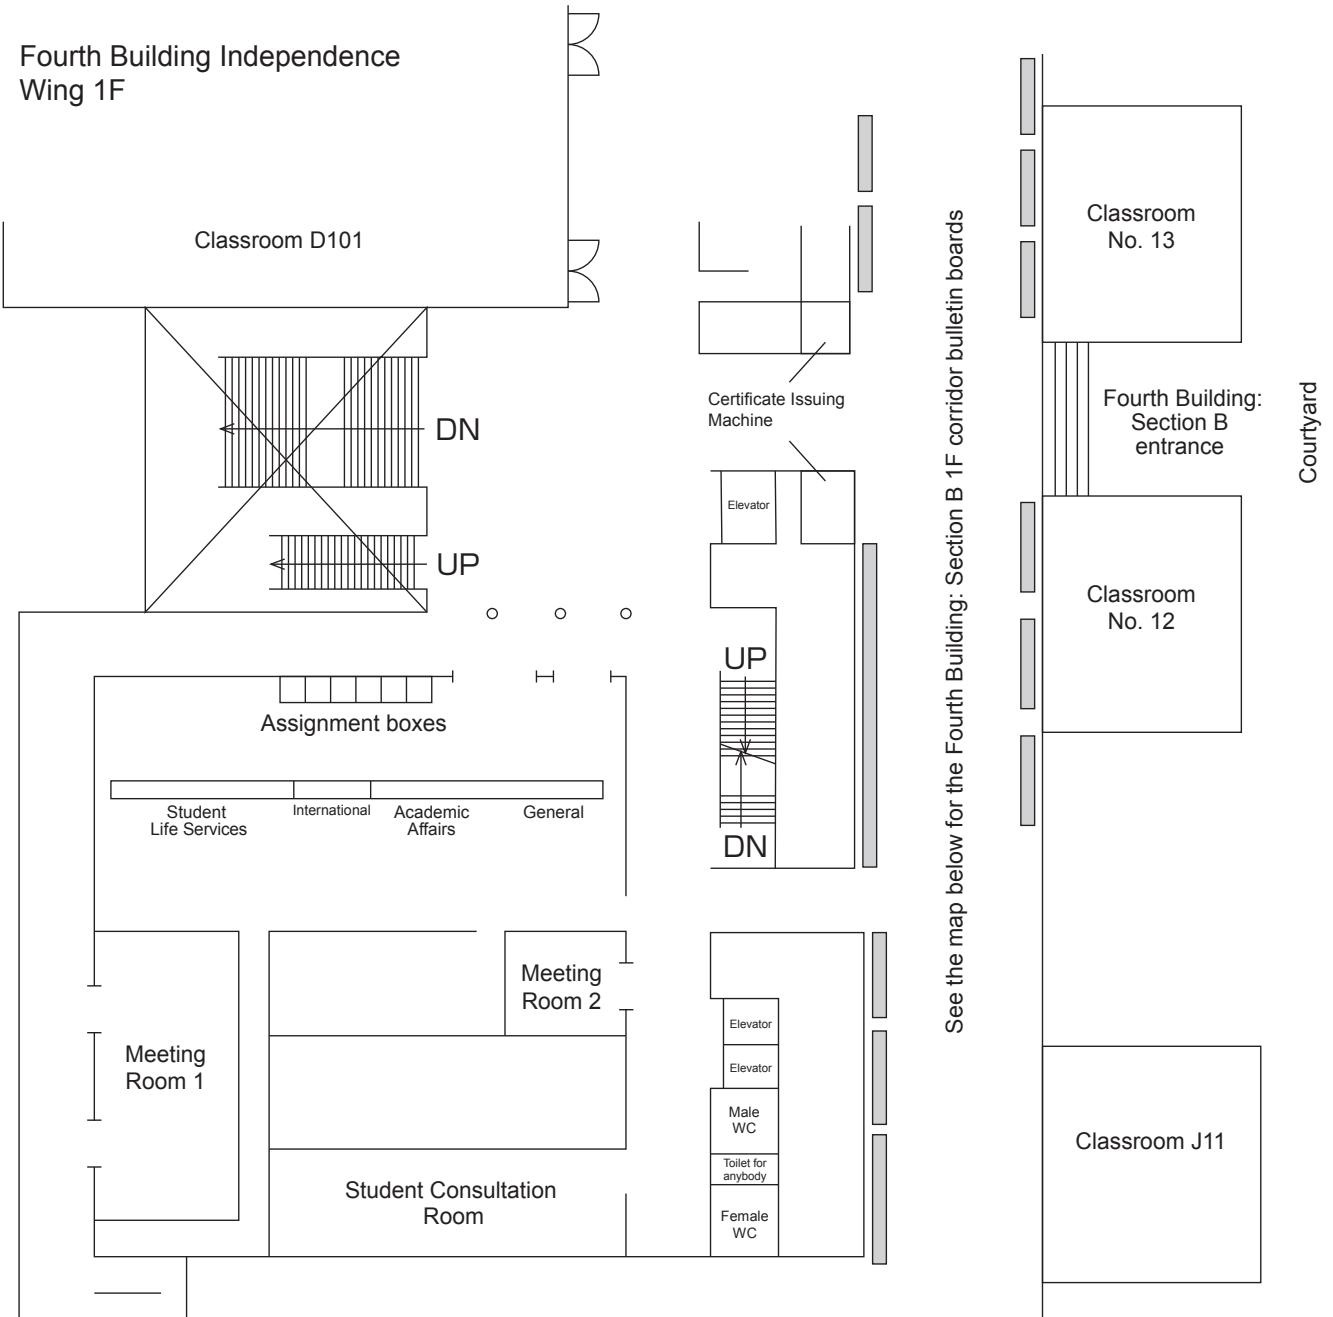 Fourth Building Independence
Wing 1F
Classroom D101
Classroom
No. 13
DN
Certificate Issuing
Machine
Fourth Building:
Section B
entrance
Courtyard
Elevator
UP
See the map below for the Fourth Building: Section B 1F corridor bulletin boards
Classroom
No. 12
UP
Assignment boxes
Student
Life Services
International
Academic
Affairs
General
DN
Meeting
Room 2
Elevator
Meeting
Room 1
Elevator
Male
WC
Classroom J11
Toilet for
anybody
Student Consultation
Room
Female
WC